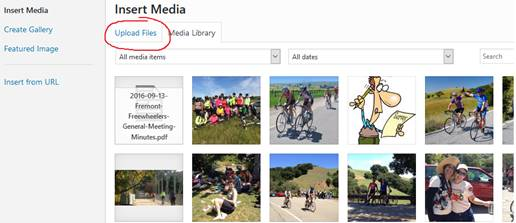 Insert Media
Create Gallery
Featured Image
Insert from URL
Insert Media
Upload Files
Media Library
All media items
All dates
Search
2016-09-13-
Fremont-
Freewheelers-
General-Meeting-
Minutes.pdf